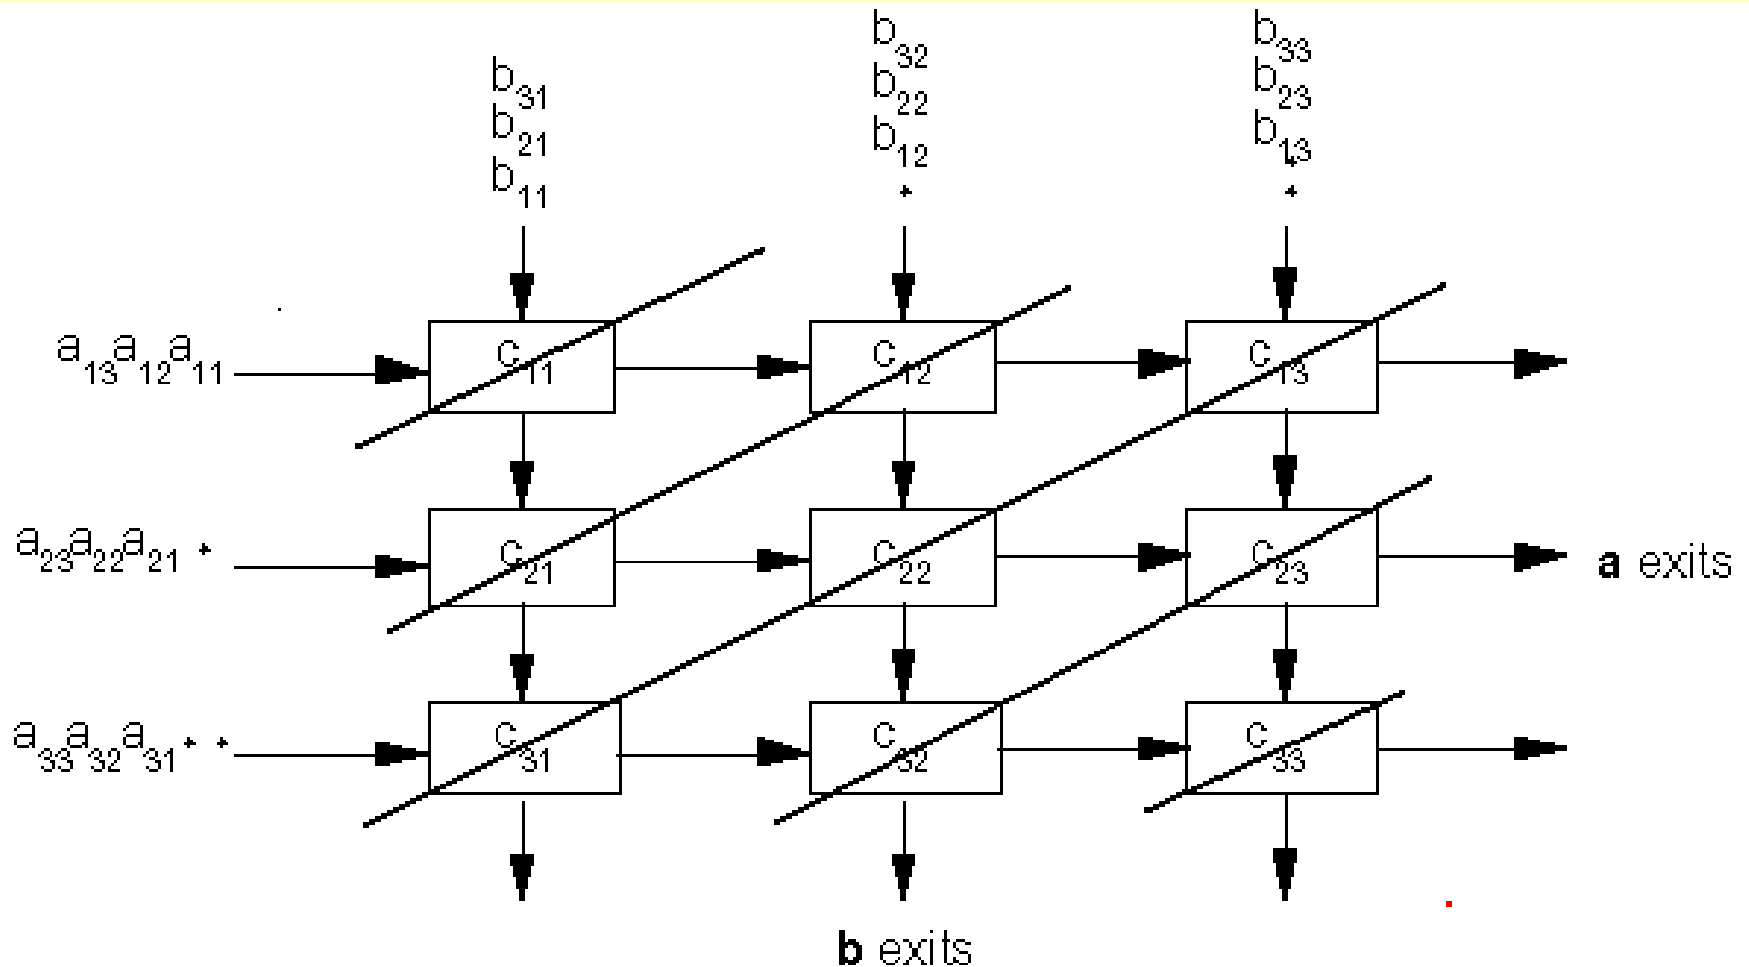 b32 b33
b31 b22 b23
b21 b12 b13
b11
a13a12a11 c11 c12 c13
a23a22a21 c21 c22 c23 a exits
a33a32a31 c31 c32 c33
b exits